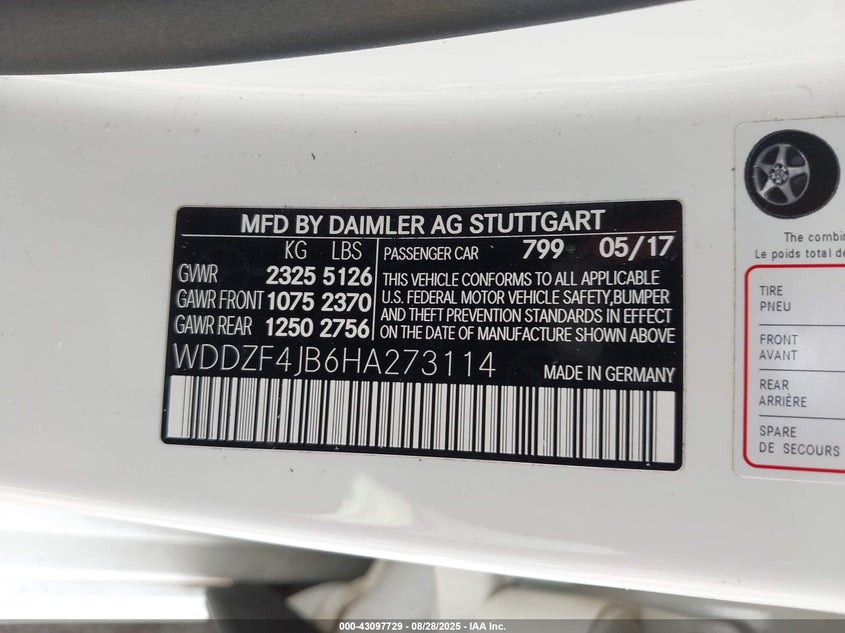 MFD BY DAIMLER AG STUTTGART
KG LBS
GVWR 2325 5126
GAWR FRONT 1075 2370
GAWR REAR 1250 2756
PASSENGER CAR 799 05/17
THIS VEHICLE CONFORMS TO ALL APPLICABLE
U.S. FEDERAL MOTOR VEHICLE SAFETY,BUMPER
AND THEFT PREVENTION STANDARDS IN EFFECT
ON THE DATE OF MANUFACTURE SHOWN ABOVE
WDDZF4JB6HA273114
MADE IN GERMANY
The
Le poids total
TIRE
PNEU
FRONT
AVANT
REAR
ARRIÈRE
SPARE
DE SECOURS
000-43097729 - 08/28/2025 - IAA Inc.